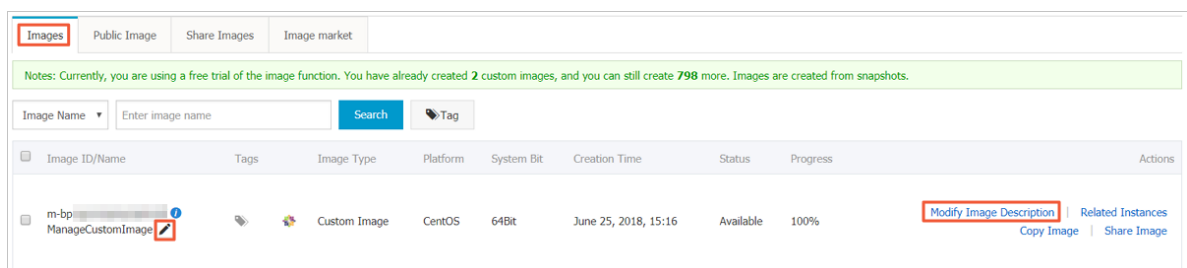 Images Public Image Share Images Image market
Notes: Currently, you are using a free trial of the image function. You have already created 2 custom images, and you can still create 798 more. Images are created from snapshots.
Image Name Enter image name Search Tag
Image ID/Name Tags Image Type Platform System Bit Creation Time Status Progress Actions
m-bp
ManageCustomImage Custom Image CentOS 64Bit June 25, 2018, 15:16 Available 100%
Modify Image Description | Related Instances
Copy Image | Share Image